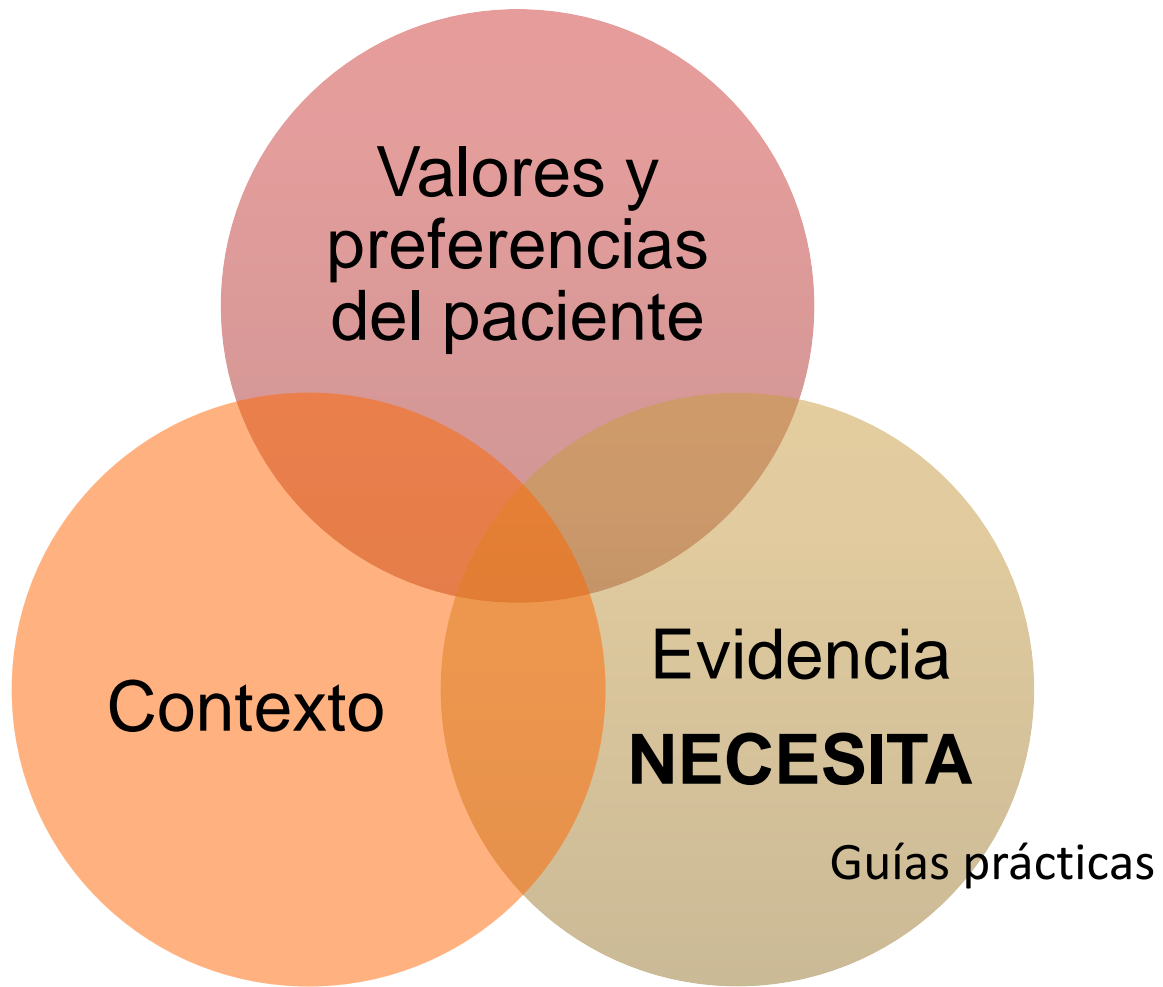 Valores y
preferencias
del paciente
Contexto
Evidencia
NECESITA
Guías prácticas